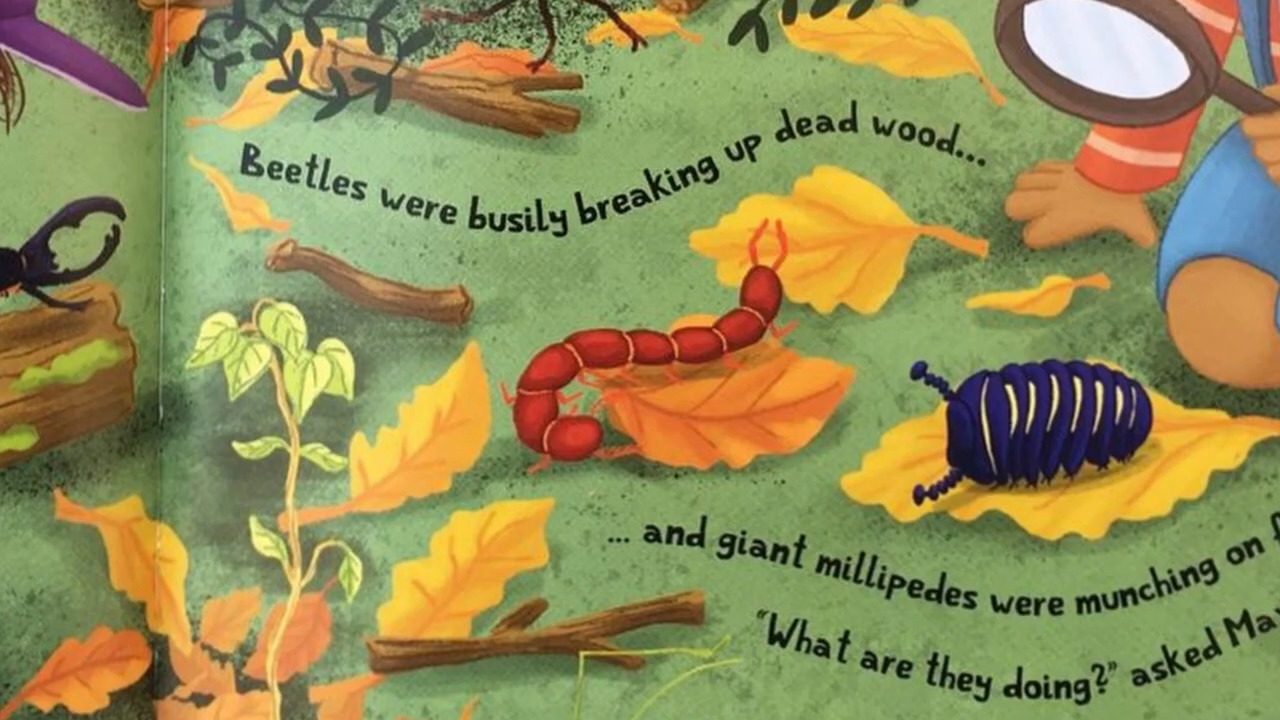 Beetles were busily breaking up dead wood...
... and giant millipedes were munching on
“What are they doing?” asked